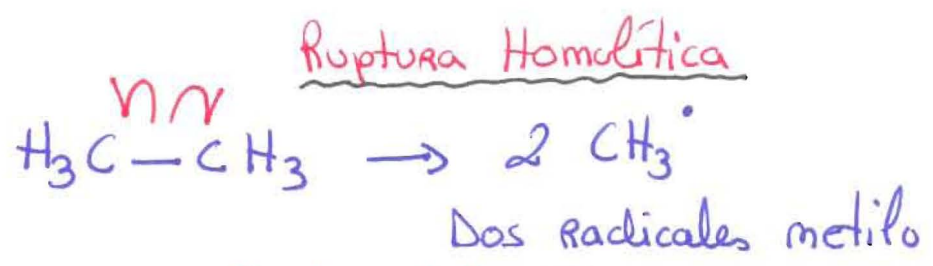 Ruptura Homolítica
H₃C — CH₃ → 2 CH₃•
Dos Radicales metilo